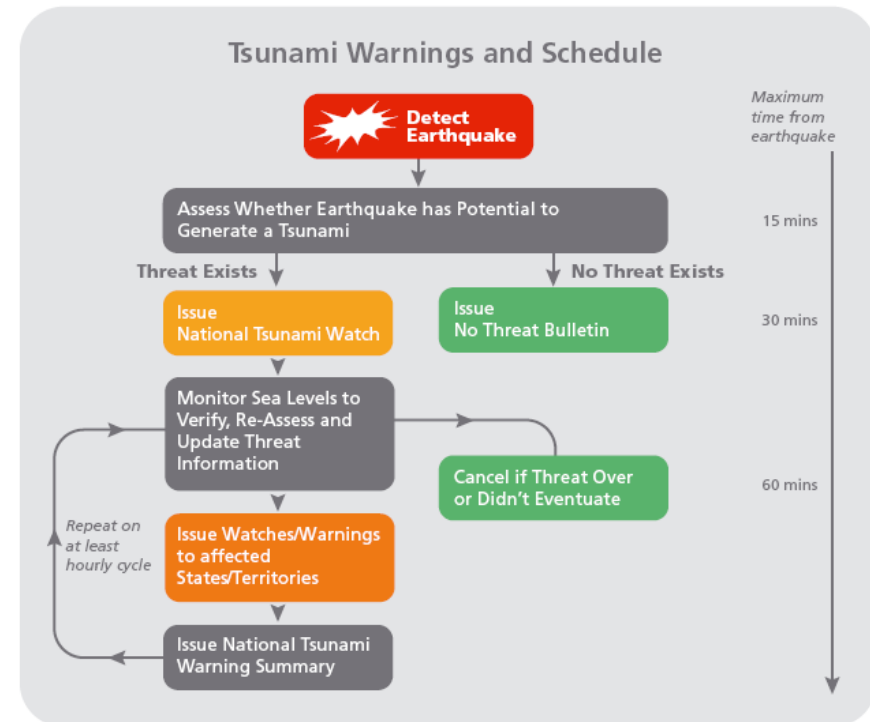 Tsunami Warnings and Schedule
Maximum
time from
earthquake
Detect
Earthquake
Assess Whether Earthquake has Potential to
Generate a Tsunami
15 mins
Threat Exists
No Threat Exists
Issue
National Tsunami Watch
Issue
No Threat Bulletin
30 mins
Monitor Sea Levels to
Verify, Re-Assess and
Update Threat
Information
Cancel if Threat Over
or Didn't Eventuate
60 mins
Repeat on
at least
hourly cycle
Issue Watches/Warnings
to affected
States/Territories
Issue National Tsunami
Warning Summary